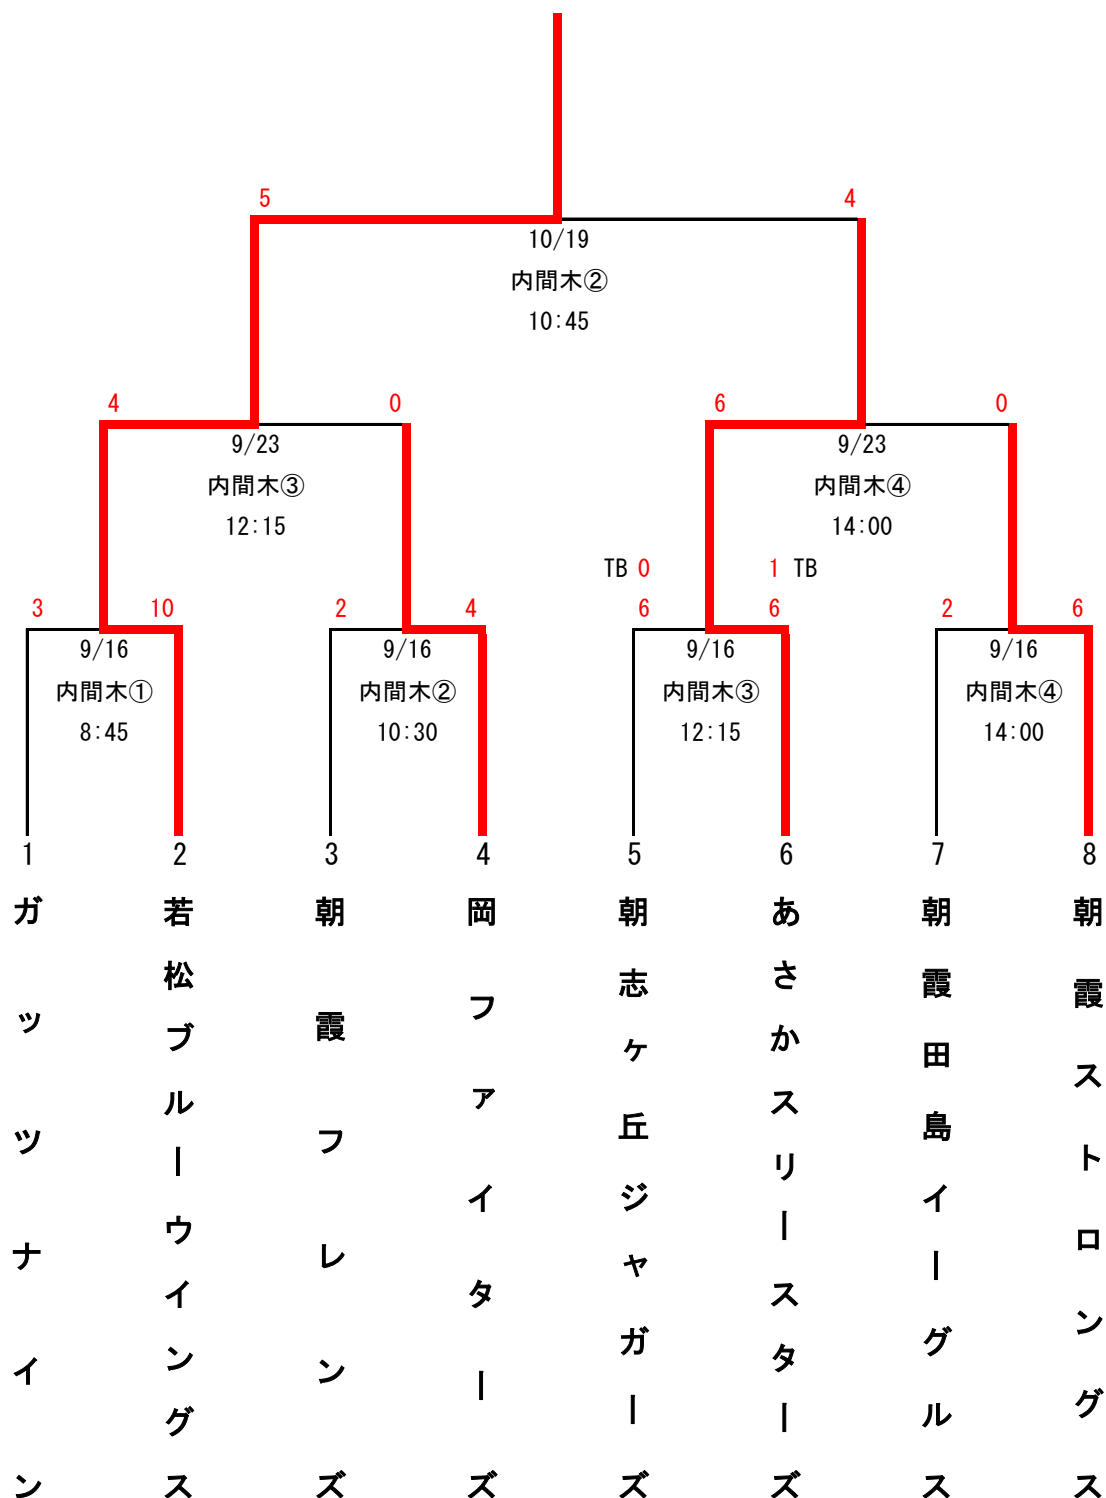 5 4
10/19
内間木②
10:45
4 0 6 0
9/23 9/23
内間木③ 内間木④
12:15 14:00
TB 0 1 TB
3 10 2 4 6 6 2 6
9/16 9/16 9/16 9/16
内間木① 内間木② 内間木③ 内間木④
8:45 10:30 12:15 14:00
1 2 3 4 5 6 7 8
ガッツナイン
若松ブルーウイングス
朝霞フレンズ
岡ファイターズ
朝志ヶ丘ジャガーズ
あさかスリースターズ
朝霞田島イーグルス
朝霞ストロングス